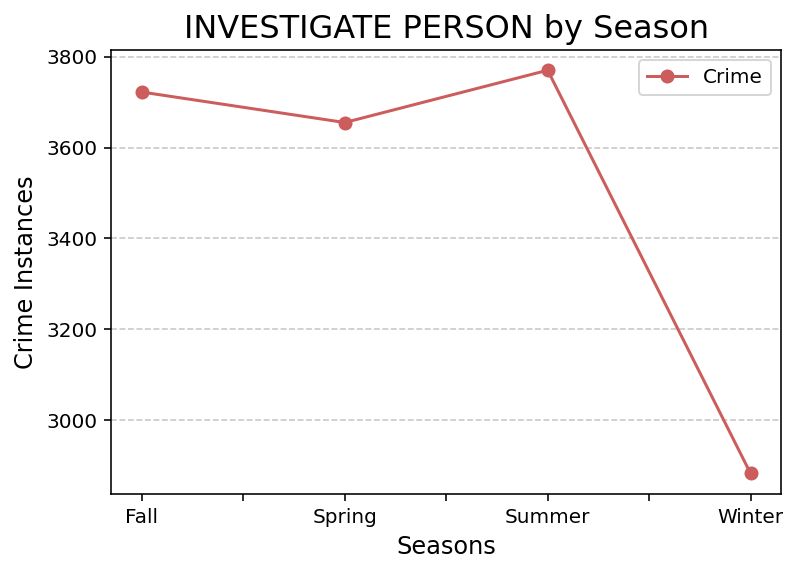 INVESTIGATE PERSON by Season
Crime
3800
3600
3400
3200
3000
Crime Instances
Fall
Spring
Summer
Winter
Seasons